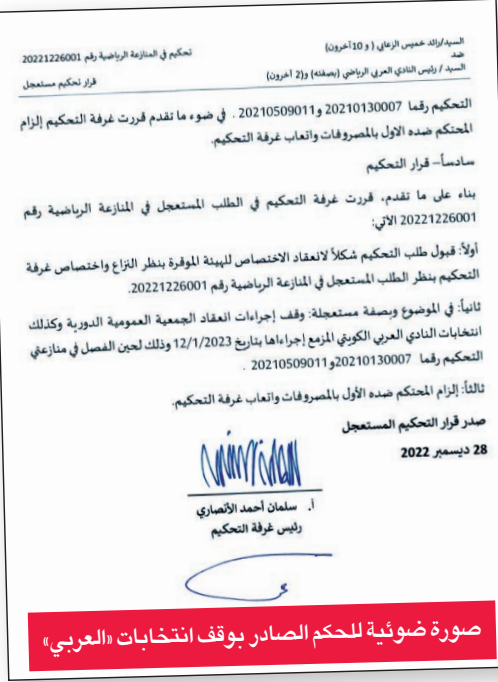 السيد/رائد خميس الزعابي ( و 10 آخرون)
ضد
السيد / رئيس النادي العربي الرياضي (بصفته) و(2 آخرون)
تحكيم في المنازعة الرياضية رقم 20221226001
قرار تحكيم مستعجل
التحكيم رقما 20210130007 و20210509011 . في ضوء ما تقدم قررت غرفة التحكيم إلزام
المحتكم ضده الاول بالمصروفات واتعاب غرفة التحكيم.
سادساً– قرار التحكيم
بناء على ما تقدم، قررت غرفة التحكيم في الطلب المستعجل في المنازعة الرياضية رقم
20221226001 الآتي:
أولاً: قبول طلب التحكيم شكلاً لانعقاد الاختصاص للهيئة الموقرة بنظر النزاع واختصاص غرفة
التحكيم بنظر الطلب المستعجل في المنازعة الرياضية رقم 20221226001.
ثانياً: في الموضوع وبصفة مستعجلة: وقف إجراءات انعقاد الجمعية العمومية الدورية وكذلك
انتخابات النادي العربي الكويتي المزمع إجراءاها بتاريخ 12/1/2023 وذلك لحين الفصل في منازعتي
التحكيم رقما 20210130007و20210509011 .
ثالثاً: إلزام المحتكم ضده الأول بالمصروفات واتعاب غرفة التحكيم.
صدر قرار التحكيم المستعجل
28 ديسمبر 2022
أ. سلمان أحمد الأنصاري
رئيس غرفة التحكيم
صورة ضوئية للحكم الصادر بوقف انتخابات «العربي»